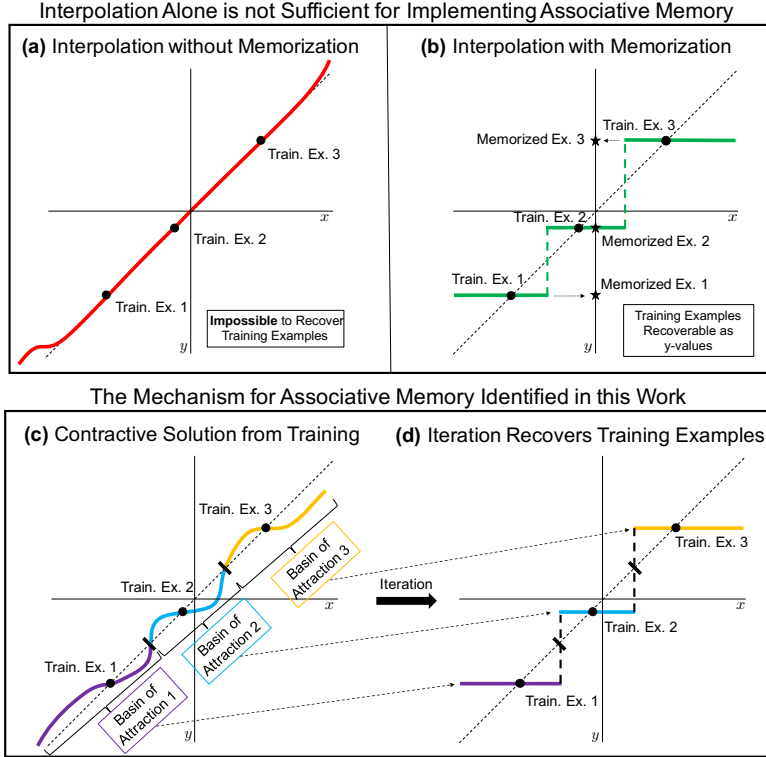 Interpolation Alone is not Sufficient for Implementing Associative Memory
(a) Interpolation without Memorization
Train. Ex. 3
x
Train. Ex. 2
Train. Ex. 1
Impossible to Recover
Training Examples
y
(b) Interpolation with Memorization
Train. Ex. 3
Memorized Ex. 3
x
Train. Ex. 2
Memorized Ex. 2
Train. Ex. 1
Memorized Ex. 1
Training Examples
Recoverable as
y-values
y
The Mechanism for Associative Memory Identified in this Work
(c) Contractive Solution from Training
Train. Ex. 3
Train. Ex. 2
Basin of
Attraction 3
x
Basin of
Attraction 2
Train. Ex. 1
Basin of
Attraction 1
y
Iteration
(d) Iteration Recovers Training Examples
Train. Ex. 3
x
Train. Ex. 2
Train. Ex. 1
y